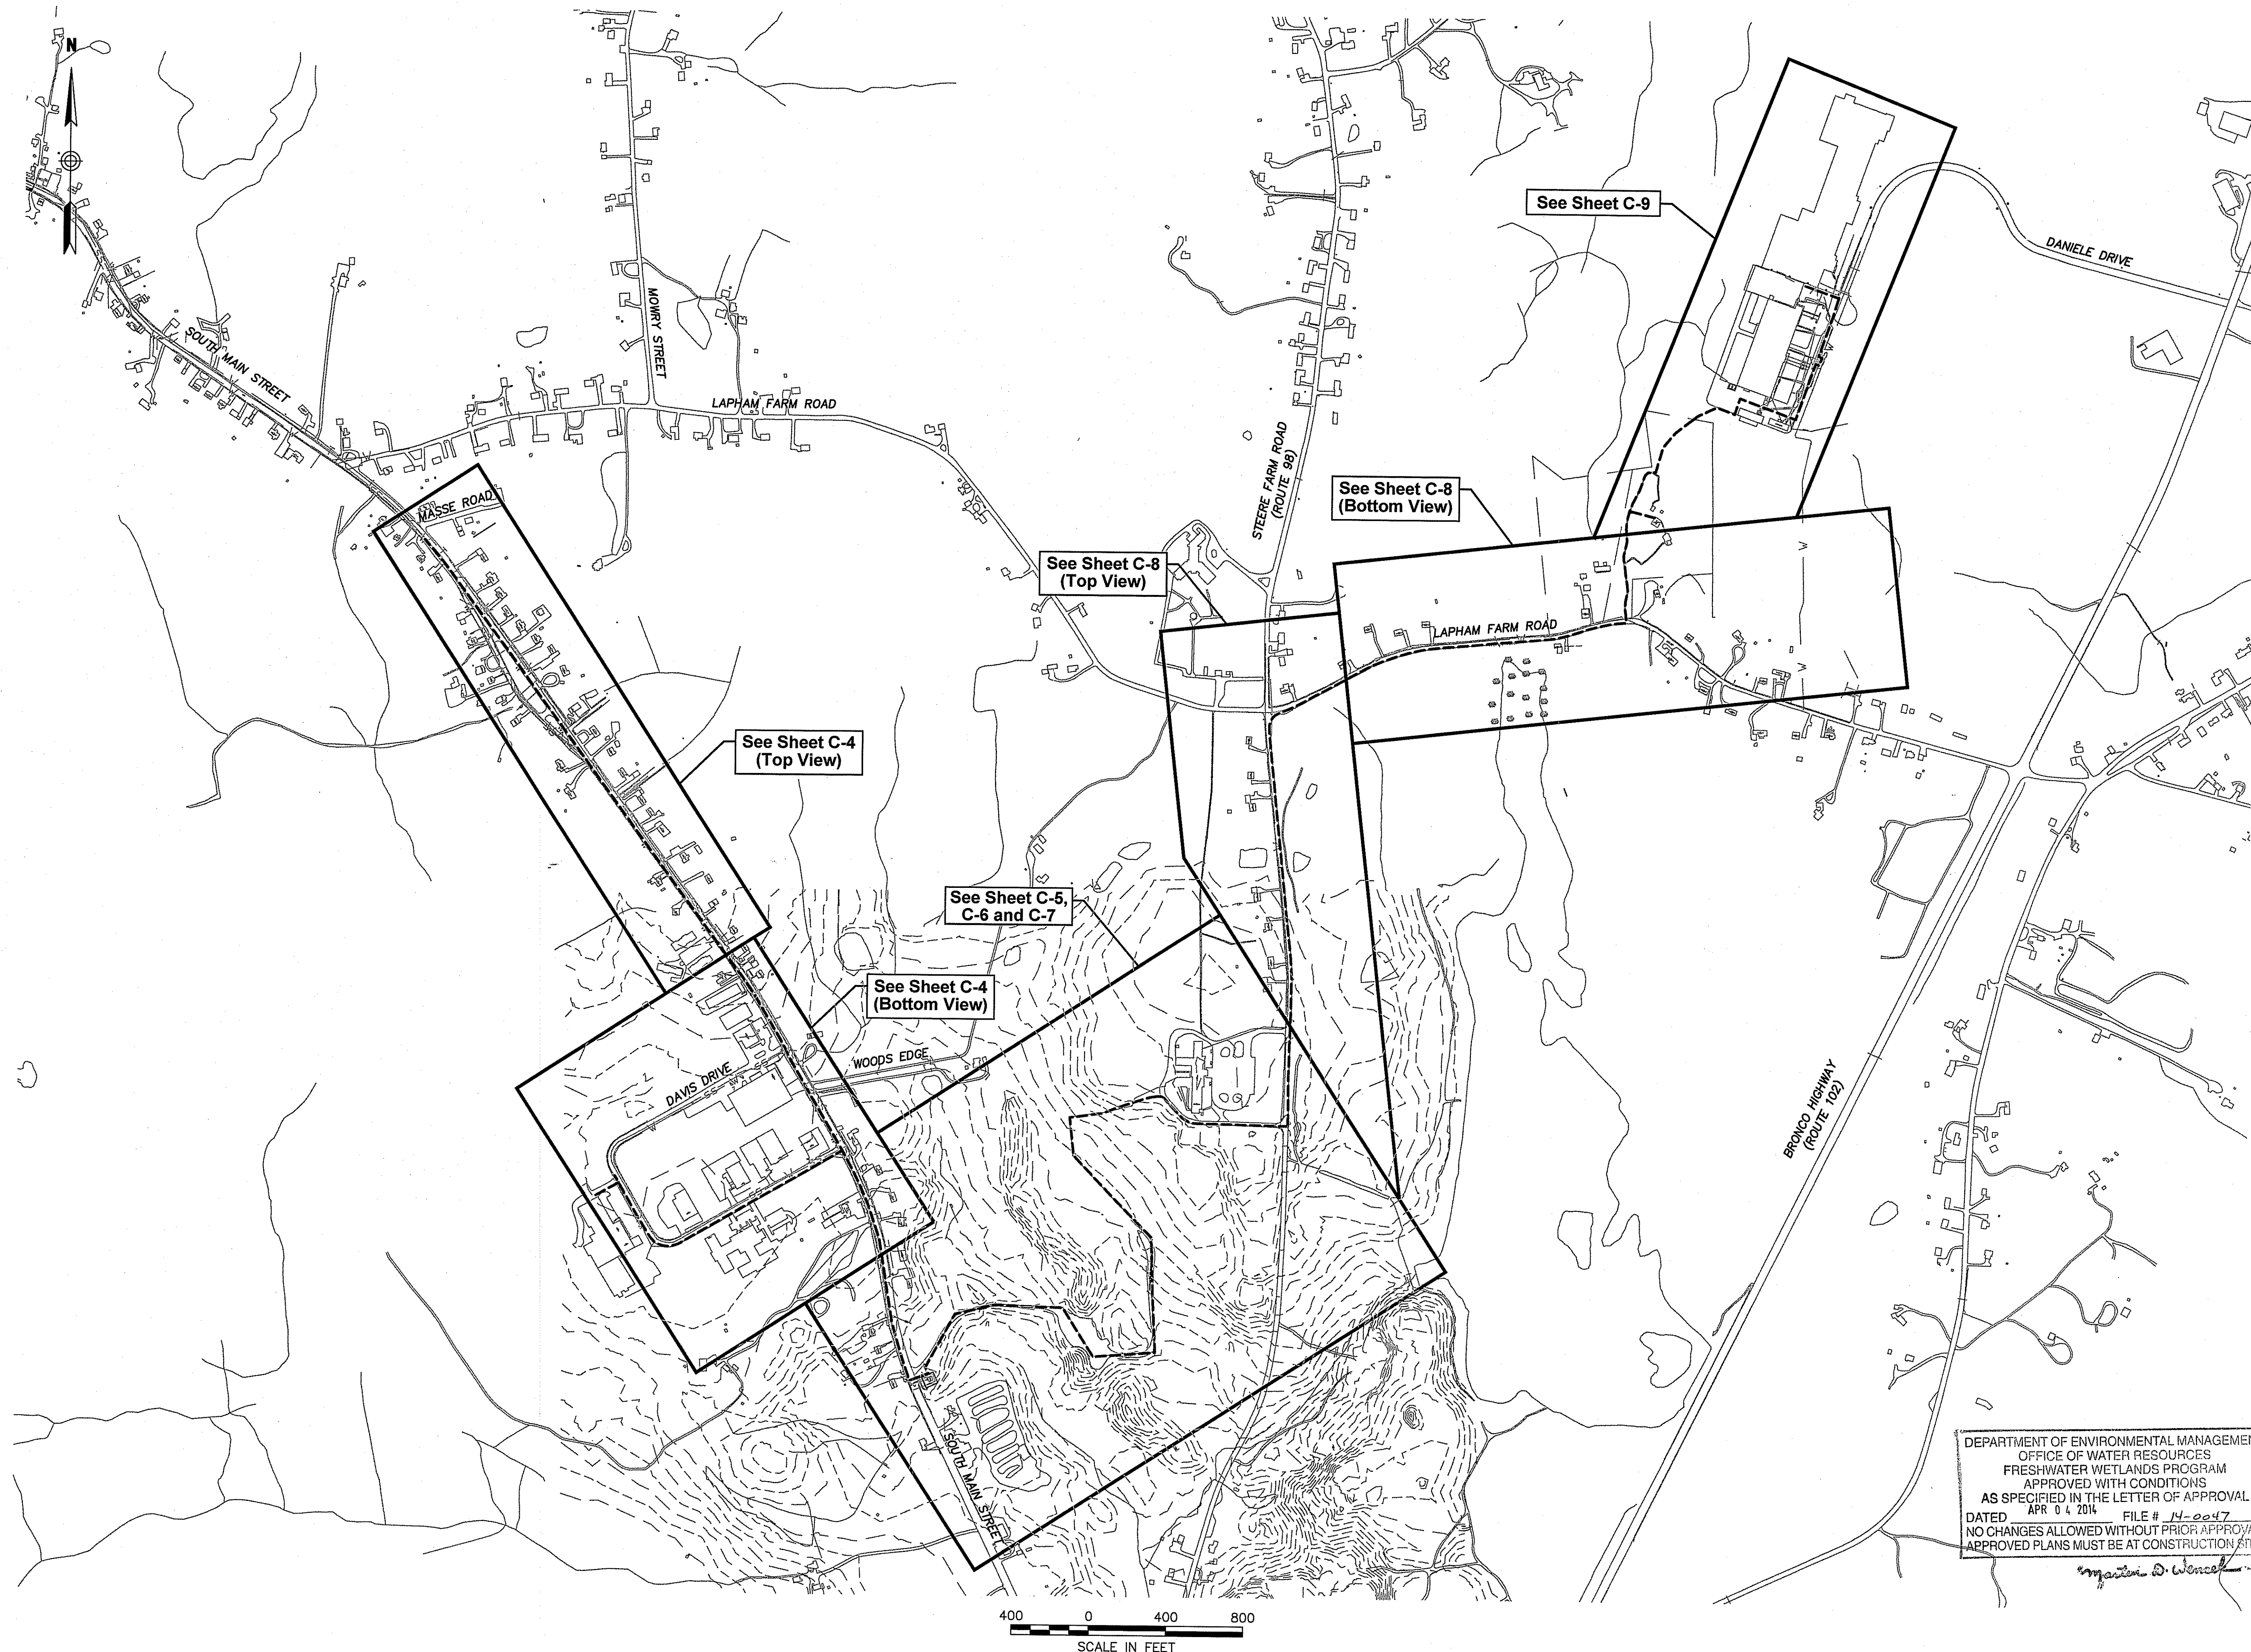 N
See Sheet C-9
DANIELE DRIVE
SOUTH MAIN STREET
MOWRY STREET
LAPHAM FARM ROAD
STEERE FARM ROAD
(ROUTE 98)
See Sheet C-8
(Bottom View)
MASSE ROAD
See Sheet C-8
(Top View)
LAPHAM FARM ROAD
See Sheet C-4
(Top View)
See Sheet C-5,
C-6 and C-7
See Sheet C-4
(Bottom View)
WOODS EDGE
DAVIS DRIVE
BRONCO HIGHWAY
(ROUTE 102)
SOUTH MAIN STREET
DEPARTMENT OF ENVIRONMENTAL MANAGEMEN
OFFICE OF WATER RESOURCES
FRESHWATER WETLANDS PROGRAM
APPROVED WITH CONDITIONS
AS SPECIFIED IN THE LETTER OF APPROVAL
DATED APR 04 2014 FILE # 14-0047
NO CHANGES ALLOWED WITHOUT PRIOR APPROVA
APPROVED PLANS MUST BE AT CONSTRUCTION SIT
400 0 400 800
SCALE IN FEET